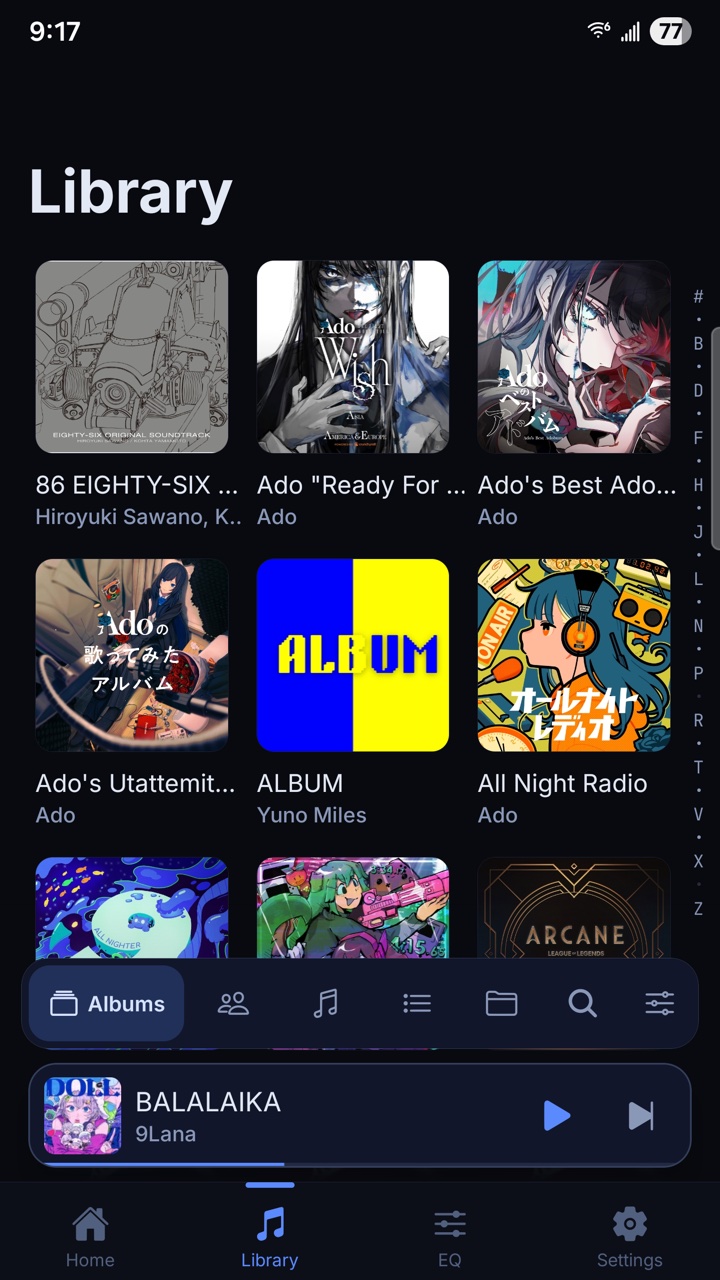 9:17
77
Library
EIGHTY-SIX ORIGINAL SOUNDTRACK
Ado
Wish
ASIA
AMERICA & EUROPE
Adoの
ベスト
アドバム
Ado's Best Adobum
86 EIGHTY-SIX ...
Hiroyuki Sawano, K..
Ado "Ready For ...
Ado
Ado's Best Ado...
Ado
Adoの
歌ってみた
アルバム
ALBUM
ON AIR
オールナイト
レディオ
Ado's Utattemit...
Ado
ALBUM
Yuno Miles
All Night Radio
Ado
ALL NIGHTER
ARCANE
LEAGUE OF LEGENDS
#
B
D
F
H
J
L
N
P
R
T
V
X
Z
Albums
DOLL
BALALAIKA
9Lana
Home
Library
EQ
Settings